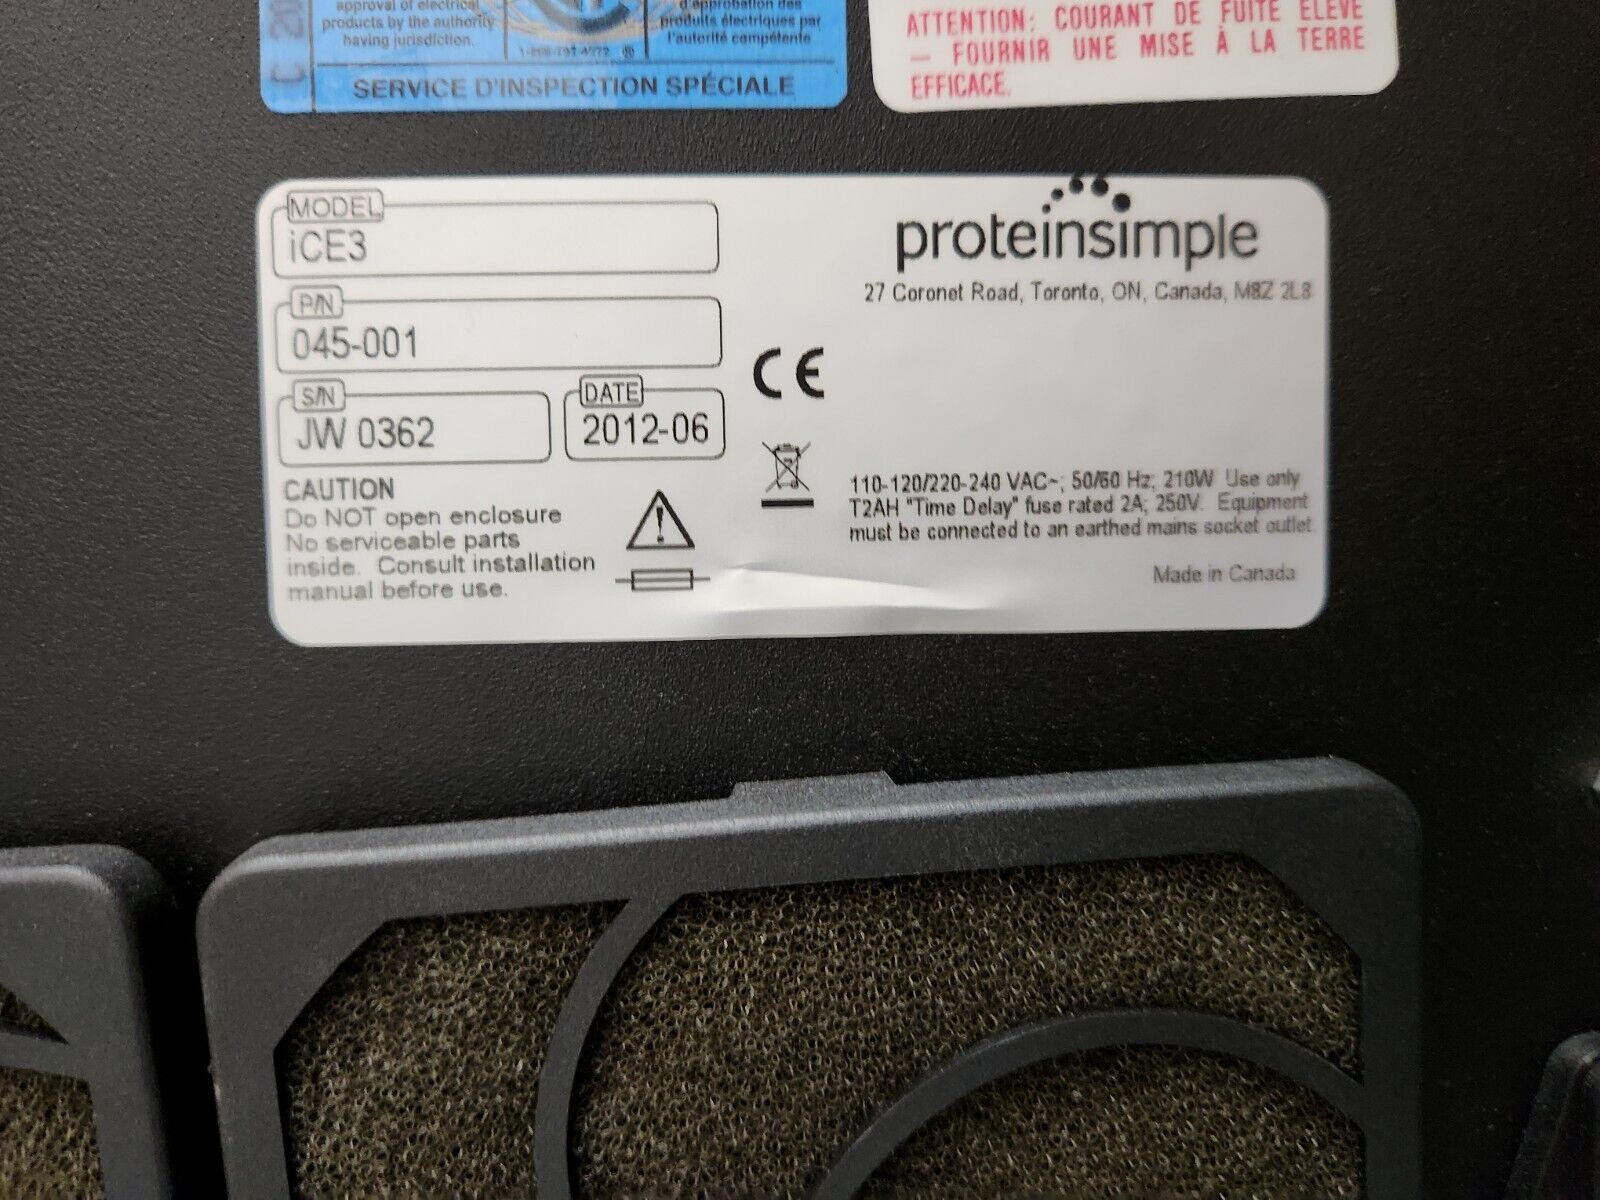 approval of electrical
products by the authority
having jurisdiction.
d'approbation des
produits électriques par
l'autorité compétente
SERVICE D'INSPECTION SPÉCIALE
ATTENTION: COURANT DE FUITE ÉLEVÉ
— FOURNIR UNE MISE À LA TERRE
EFFICACE.
MODEL
iCE3
P/N
045-001
S/N
JW 0362
DATE
2012-06
CAUTION
Do NOT open enclosure
No serviceable parts
inside. Consult installation
manual before use.
CE
proteinsimple
27 Coronet Road, Toronto, ON, Canada, M8Z 2L8
110-120/220-240 VAC~; 50/60 Hz; 210W Use only
T2AH "Time Delay" fuse rated 2A; 250V. Equipment
must be connected to an earthed mains socket outlet
Made in Canada